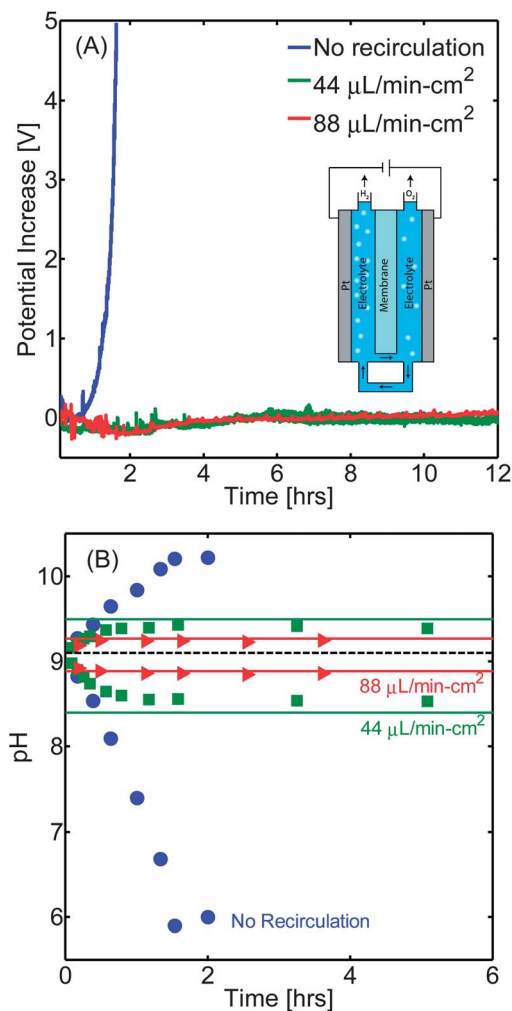 (A)
No recirculation
44 μL/min-cm²
88 μL/min-cm²
Potential Increase [V]
5
4
3
2
1
0
H₂
O₂
Pt
Electrolyte
Membrane
Electrolyte
Pt
2
4
6
8
10
12
Time [hrs]
(B)
pH
10
9
8
7
6
88 μL/min-cm²
44 μL/min-cm²
No Recirculation
0
2
4
6
Time [hrs]